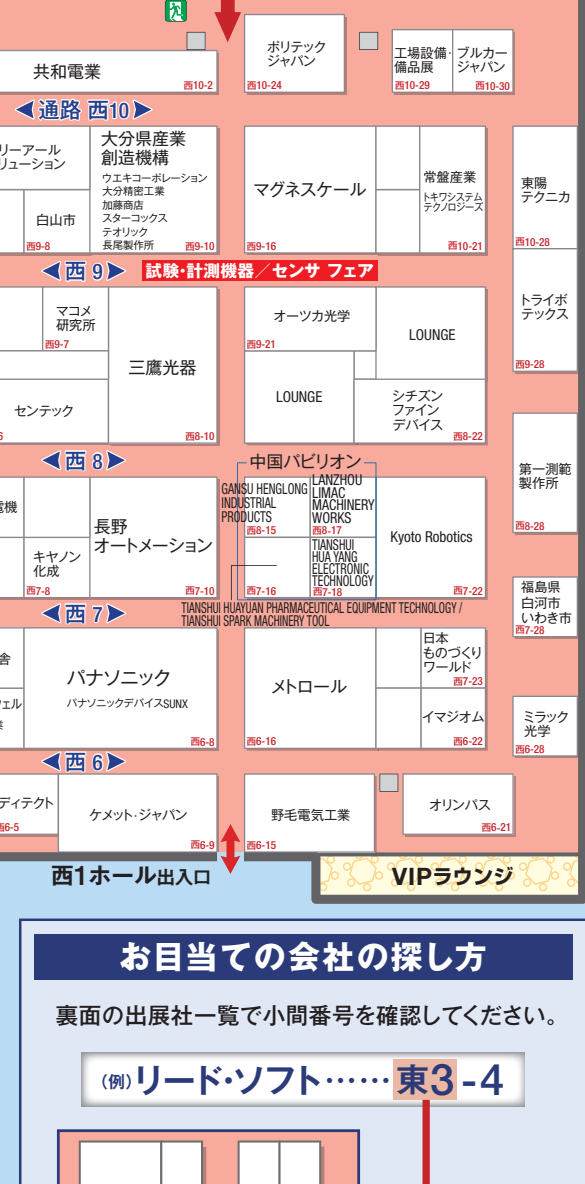 共和電業
西10-2
ポリテック
ジャパン
西10-24
工場設備・
備品展
西10-29
ブルカー
ジャパン
西10-30
通路 西10
リーアール
リューション
白山市
西9-8
大分県産業
創造機構
ウエキコーポレーション
大分精密工業
加藤商店
スターコックス
テオリック
長尾製作所
西9-10
マグネスケール
西9-16
常盤産業
トキワシステム
テクノロジーズ
西10-21
東陽
テクニカ
西10-28
西 9
試験・計測機器／センサ フェア
マコメ
研究所
西9-7
三鷹光器
西8-10
センテック
6
オーツカ光学
西9-21
LOUNGE
LOUNGE
シチズン
ファイン
デバイス
西8-22
トライボ
テックス
西9-28
西 8
中国パビリオン
電機
キヤノン
化成
西7-8
長野
オートメーション
西7-10
GANSU HENGLONG
INDUSTRIAL
PRODUCTS
西8-15
LANZHOU
LIMAC
MACHINERY
WORKS
西8-17
西7-16
TIANSHUI
HUA YANG
ELECTRONIC
TECHNOLOGY
西7-18
Kyoto Robotics
西7-22
第一測範
製作所
西8-28
西 7
TIANSHUI HUAYUAN PHARMACEUTICAL EQUIPMENT TECHNOLOGY /
TIANSHUI SPARK MACHINERY TOOL
福島県
白河市
いわき市
西7-28
舎
ェル
パナソニック
パナソニックデバイスSUNX
西6-8
メトロール
西6-16
日本
ものづくり
ワールド
西7-23
イマジオム
西6-22
ミラック
光学
西6-28
西 6
ディテクト
西6-5
ケメット・ジャパン
西6-9
野毛電気工業
西6-15
オリンパス
西6-21
西1ホール出入口
VIPラウンジ
お目当ての会社の探し方
裏面の出展社一覧で小間番号を確認してください。
（例）リード・ソフト……東3-4